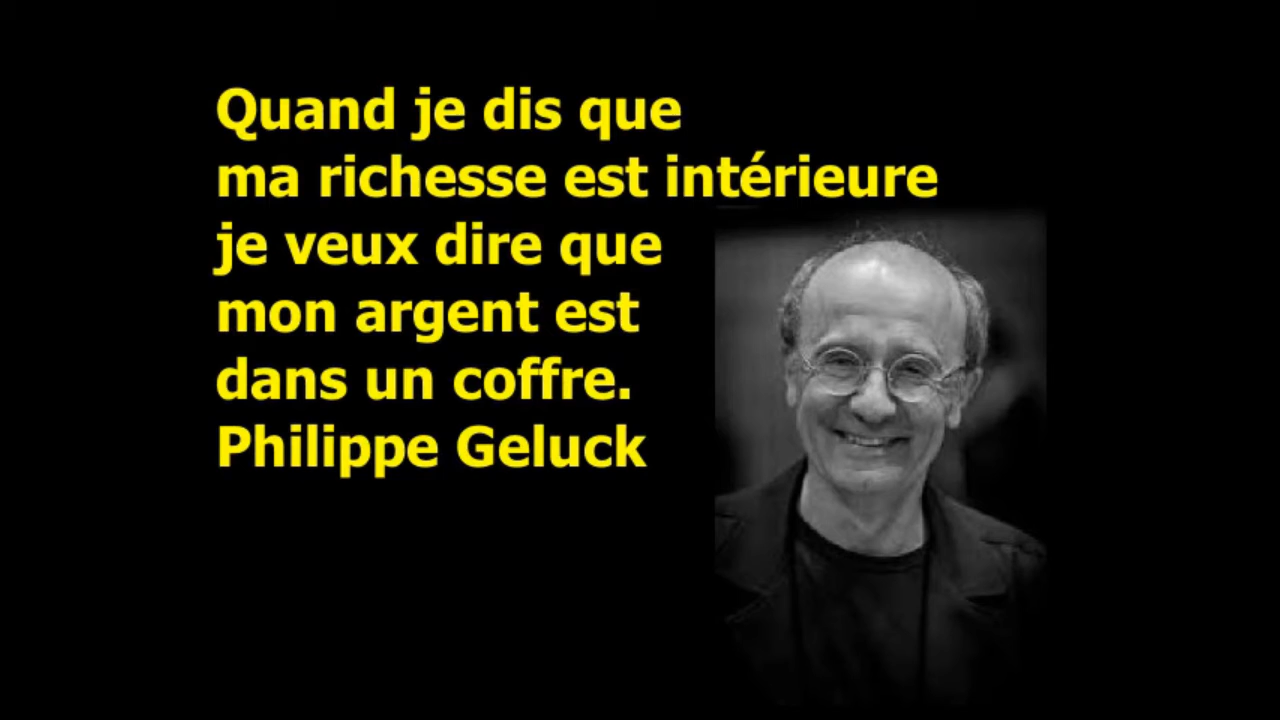 Quand je dis que
ma richesse est intérieure
je veux dire que
mon argent est
dans un coffre.
Philippe Geluck